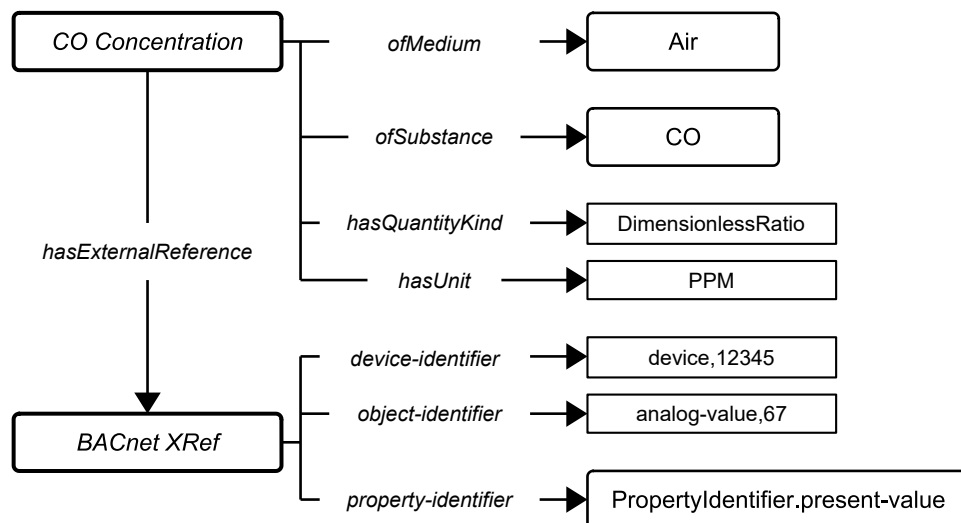 CO Concentration
ofMedium
Air
ofSubstance
CO
hasQuantityKind
DimensionlessRatio
hasExternalReference
hasUnit
PPM
device-identifier
device,12345
object-identifier
analog-value,67
BACnet XRef
property-identifier
PropertyIdentifier.present-value